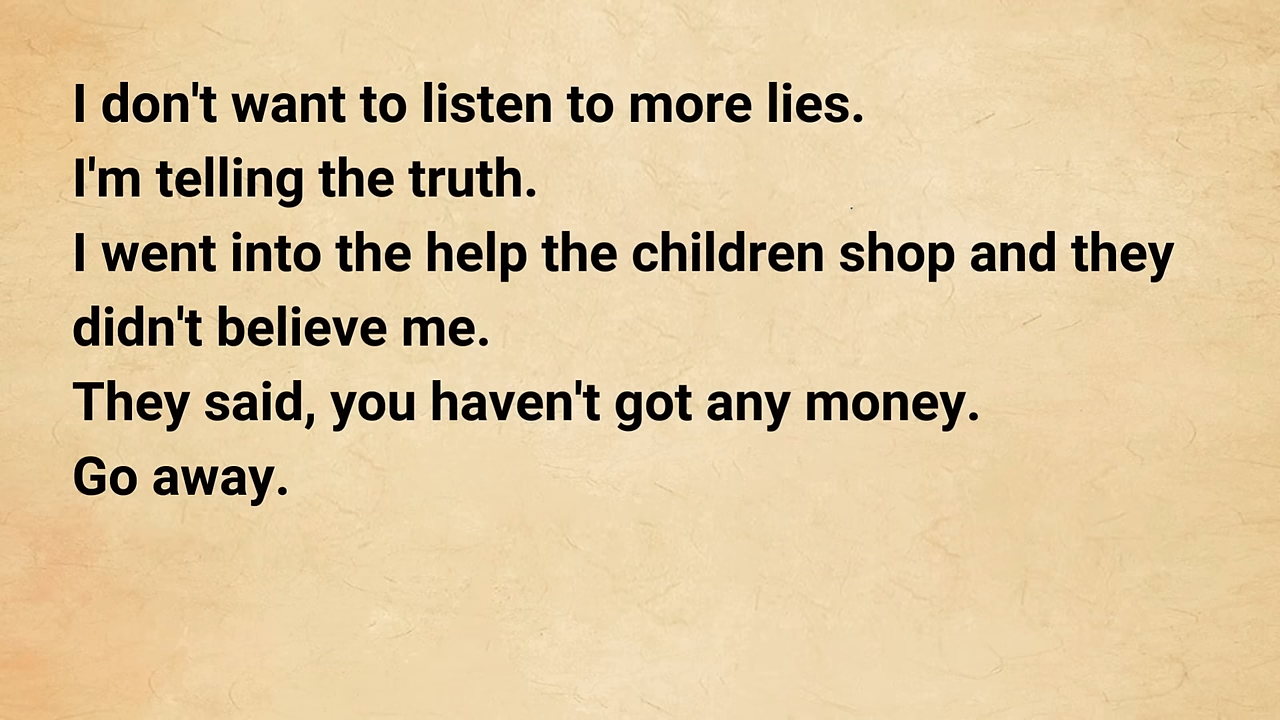 I don't want to listen to more lies.
I'm telling the truth.
I went into the help the children shop and they
didn't believe me.
They said, you haven't got any money.
Go away.